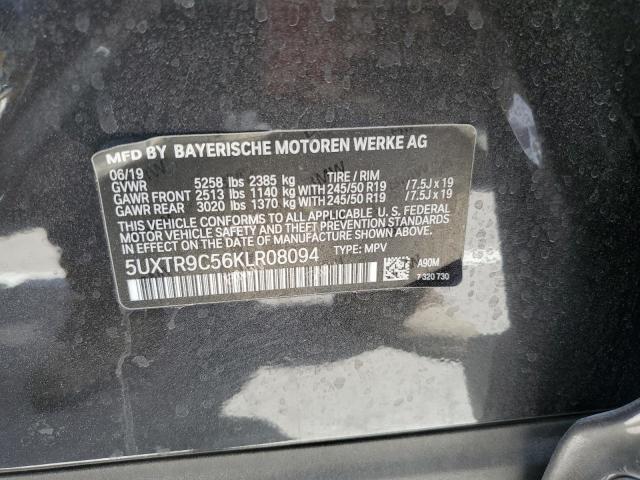 MFD BY BAYERISCHE MOTOREN WERKE AG
06/19
GVWR 5258 lbs 2385 kg TIRE / RIM
GAWR FRONT 2513 lbs 1140 kg WITH 245/50 R19 /7.5J x 19
GAWR REAR 3020 lbs 1370 kg WITH 245/50 R19 /7.5J x 19
THIS VEHICLE CONFORMS TO ALL APPLICABLE U. S. FEDERAL
MOTOR VEHICLE SAFETY AND THEFT PREVENTION STANDARDS
IN EFFECT ON THE DATE OF MANUFACTURE SHOWN ABOVE.
5UXTR9C56KLR08094 TYPE: MPV
A90M
7 320 730